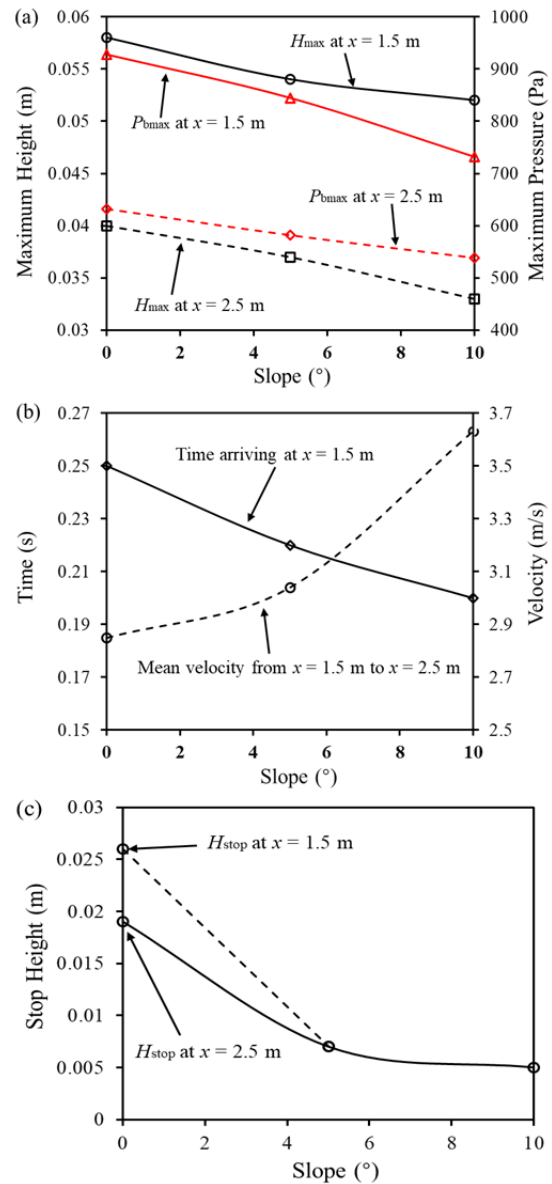 (a)
0.06
0.055
0.05
0.045
0.04
0.035
0.03
Maximum Height (m)
1000
900
800
700
600
500
400
Maximum Pressure (Pa)
Hmax at x = 1.5 m
Pbmax at x = 1.5 m
Pbmax at x = 2.5 m
Hmax at x = 2.5 m
0 2 4 6 8 10
Slope (°)
(b)
0.27
0.25
0.23
0.21
0.19
0.17
0.15
Time (s)
3.7
3.5
3.3
3.1
2.9
2.7
2.5
Velocity (m/s)
Time arriving at x = 1.5 m
Mean velocity from x = 1.5 m to x = 2.5 m
0 2 4 6 8 10
Slope (°)
(c)
0.03
0.025
0.02
0.015
0.01
0.005
0
Stop Height (m)
Hstop at x = 1.5 m
Hstop at x = 2.5 m
0 2 4 6 8 10
Slope (°)